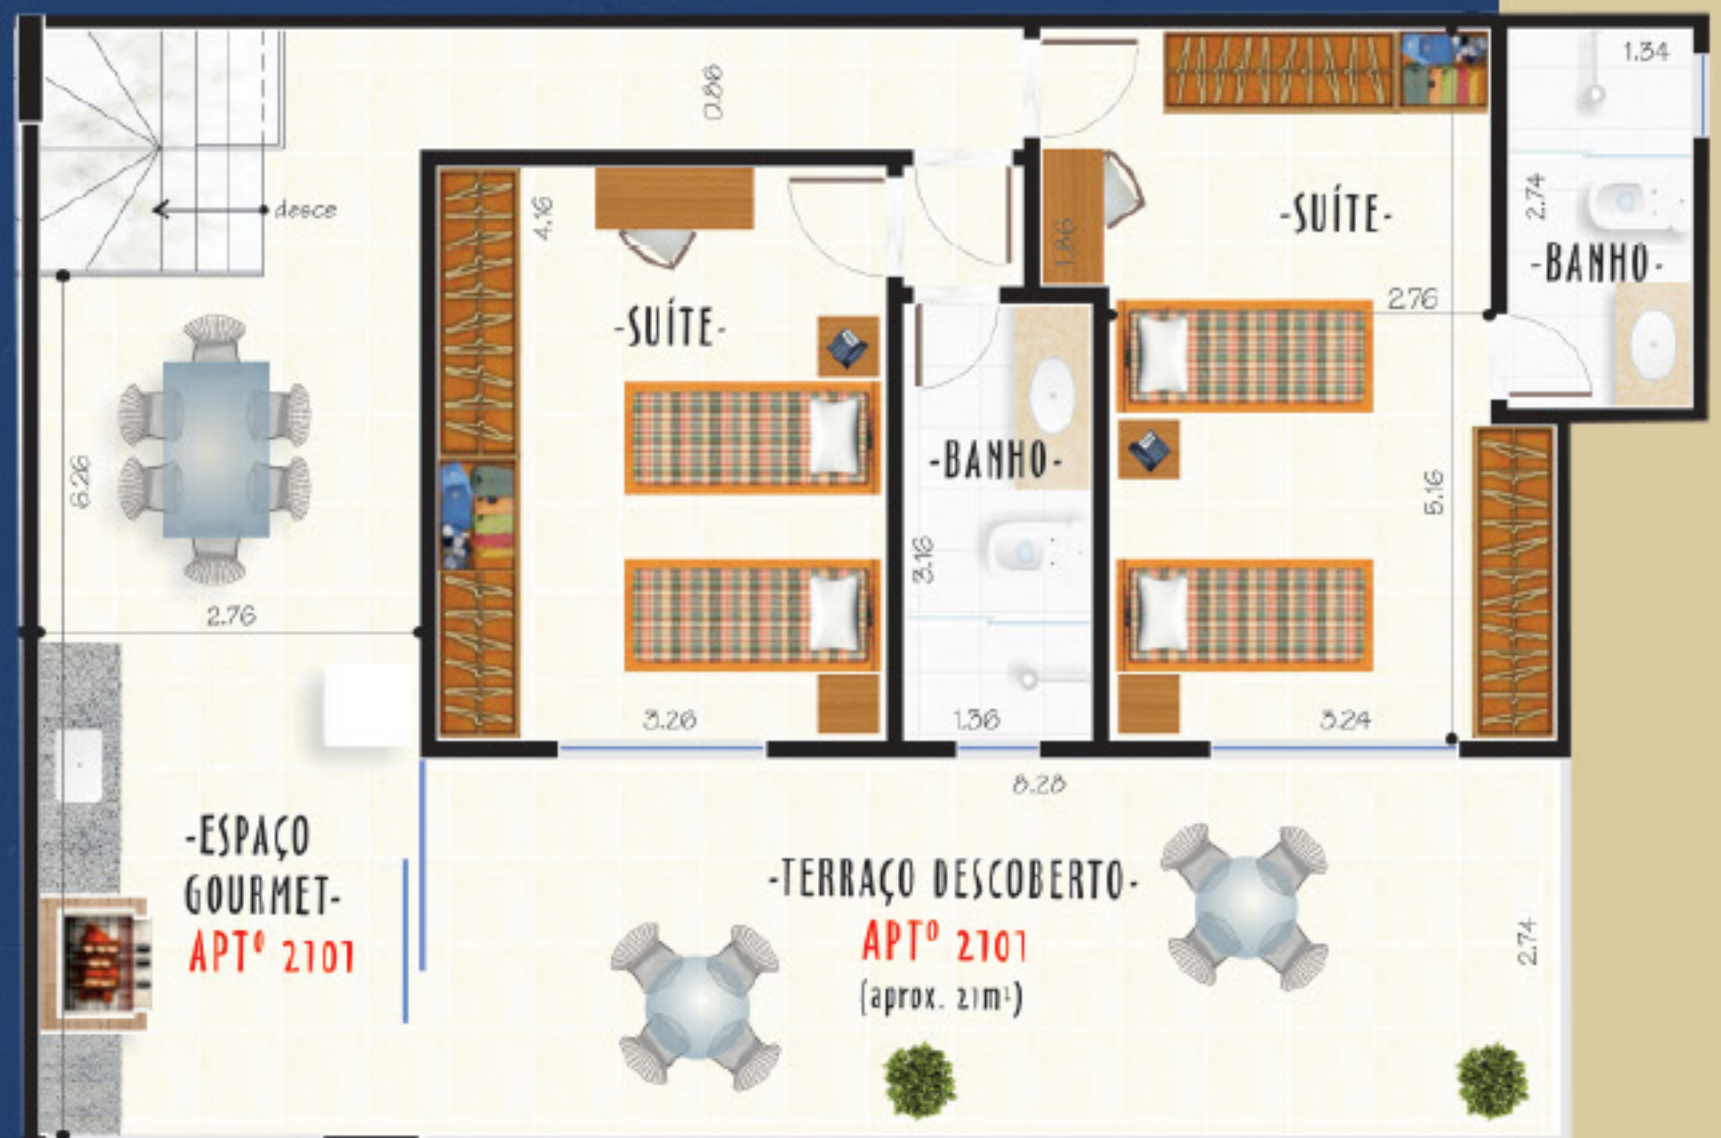 1.34
0.86
2.74
4.16
desce
-SUÍTE-
1.86
-BANHO-
2.76
-SUÍTE-
-BANHO-
6.26
5.16
3.16
2.76
3.26
1.36
3.24
8.28
-ESPAÇO
GOURMET-
APTº 2101
-TERRAÇO DESCOBERTO-
APTº 2101
(aprox. 21m²)
2.74